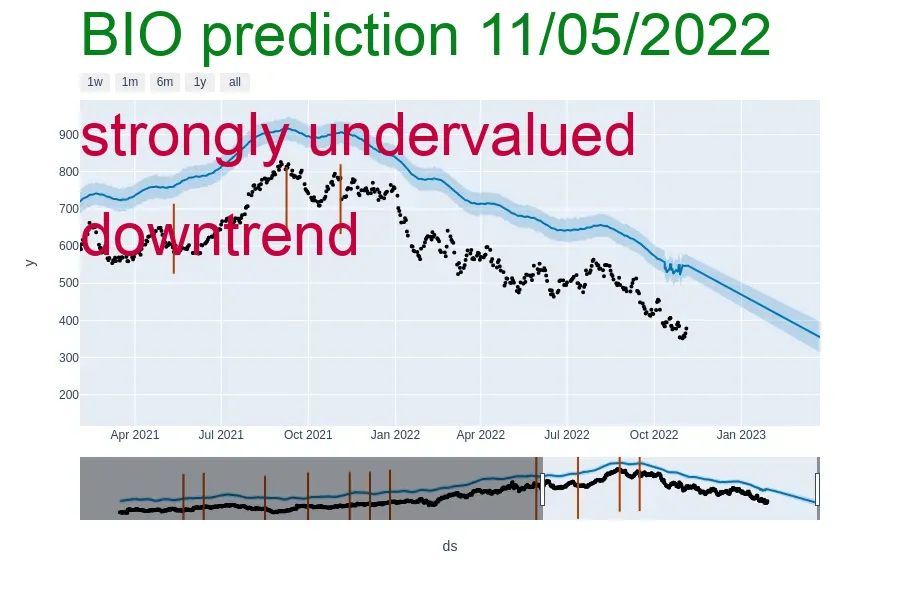 BIO prediction 11/05/2022
1w 1m 6m 1y all
strongly undervalued
downtrend
900
800
700
600
500
400
300
200
y
Apr 2021 Jul 2021 Oct 2021 Jan 2022 Apr 2022 Jul 2022 Oct 2022 Jan 2023
ds